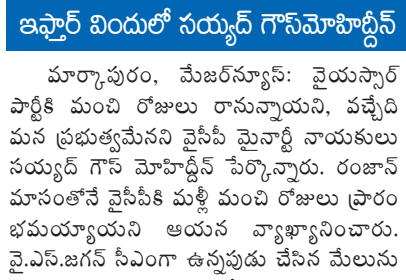 ఇఫ్తార్ విందులో సయ్యద్ గౌస్‌మోహిద్దీన్
మార్కాపురం, మేజర్‌న్యూస్: వైయస్సార్
పార్టీకి మంచి రోజులు రానున్నాయని, వచ్చేది
మన ప్రభుత్వమేనని వైసీపీ మైనార్టీ నాయకులు
సయ్యద్ గౌస్ మోహిద్దీన్ పేర్కొన్నారు. రంజాన్
మాసంతోనే వైసీపీకి మళ్లీ మంచి రోజులు ప్రారం
భమయ్యాయని ఆయన వ్యాఖ్యానించారు.
వై.ఎస్.జగన్ సీఎంగా ఉన్నపుడు చేసిన మేలును